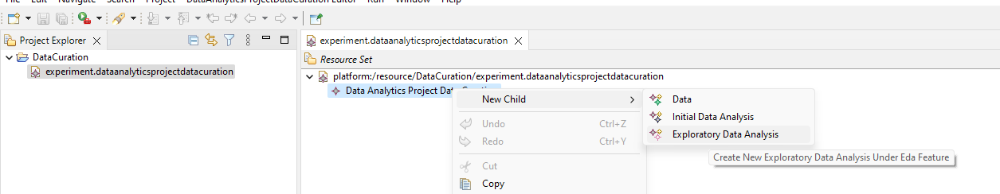 File Edit Navigate Search Project DataAnalyticsProjectDataCuration Editor Run Window Help
Project Explorer
DataCuration
experiment.dataanalyticsprojectdatacuration
experiment.dataanalyticsprojectdatacuration
Resource Set
platform:/resource/DataCuration/experiment.dataanalyticsprojectdatacuration
Data Analytics Project Data
New Child
Undo Ctrl+Z
Redo Ctrl+Y
Cut
Copy
Data
Initial Data Analysis
Exploratory Data Analysis
Create New Exploratory Data Analysis Under Eda Feature